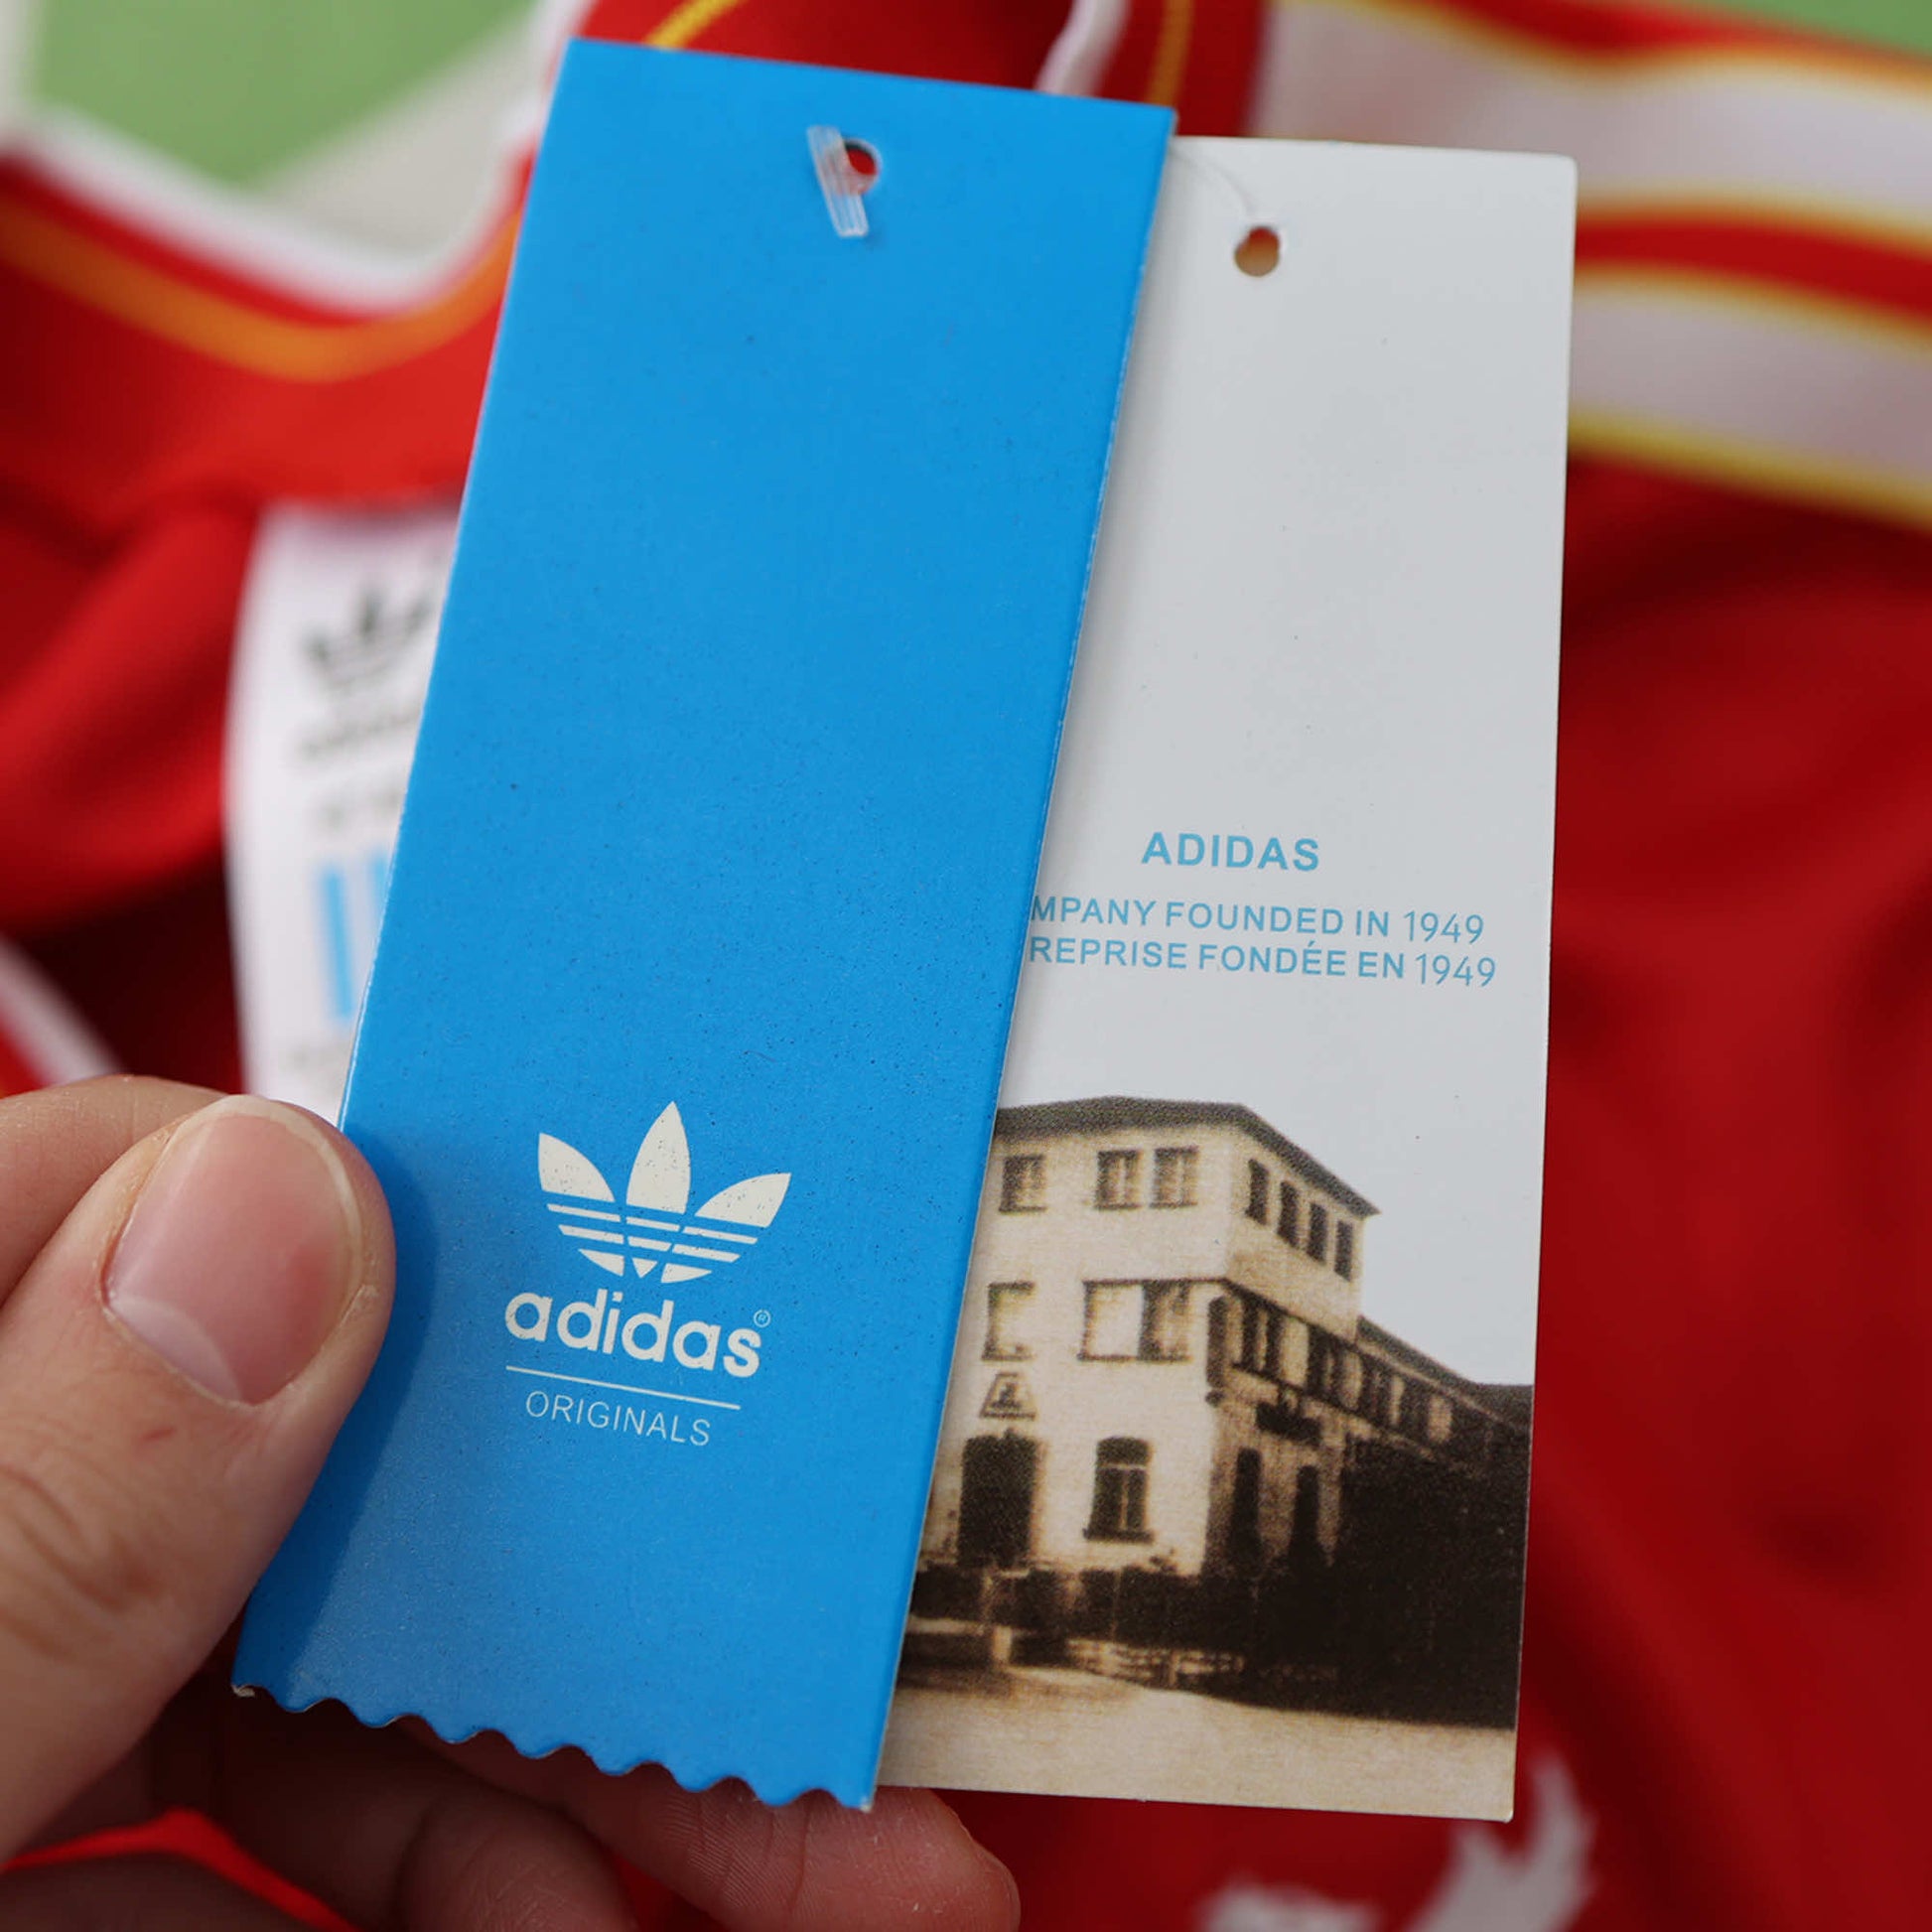 adidas®
ORIGINALS
ADIDAS
MPANY FOUNDED IN 1949
REPRISE FONDÉE EN 1949